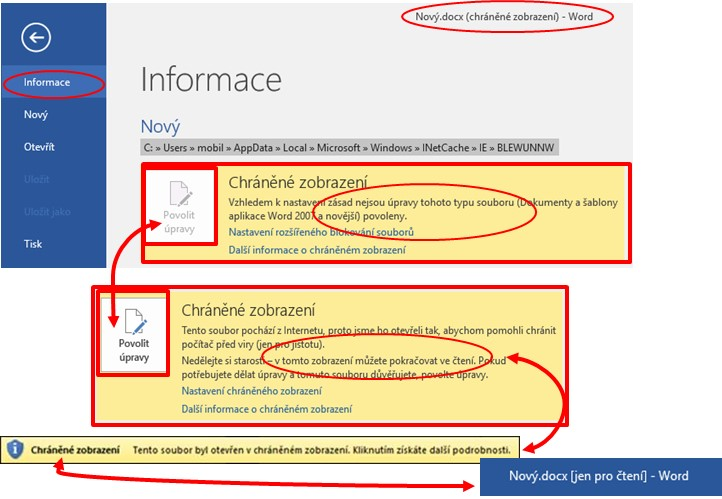 Nový.docx (chráněné zobrazení) - Word
Informace
Nový
Otevřít
Uložit
Uložit jako
Tisk
Informace
Nový
C: » Users » mobil » AppData » Local » Microsoft » Windows » INetCache » IE » BLEWUNNW
Povolit
úpravy
Chráněné zobrazení
Vzhledem k nastavení zásad nejsou úpravy tohoto typu souboru (Dokumenty a šablony
aplikace Word 2007 a novější) povoleny.
Nastavení rozšířeného blokování souborů
Další informace o chráněném zobrazení
Povolit
úpravy
Chráněné zobrazení
Tento soubor pochází z Internetu, proto jsme ho otevřeli tak, abychom pomohli chránit
počítač před viry (jen pro jistotu).
Nedělejte si starosti – v tomto zobrazení můžete pokračovat ve čtení. Pokud
potřebujete dělat úpravy a tomuto souboru důvěřujete, povolte úpravy.
Nastavení chráněného zobrazení
Další informace o chráněném zobrazení
Chráněné zobrazení Tento soubor byl otevřen v chráněném zobrazení. Kliknutím získáte další podrobnosti.
Nový.docx [jen pro čtení] - Word